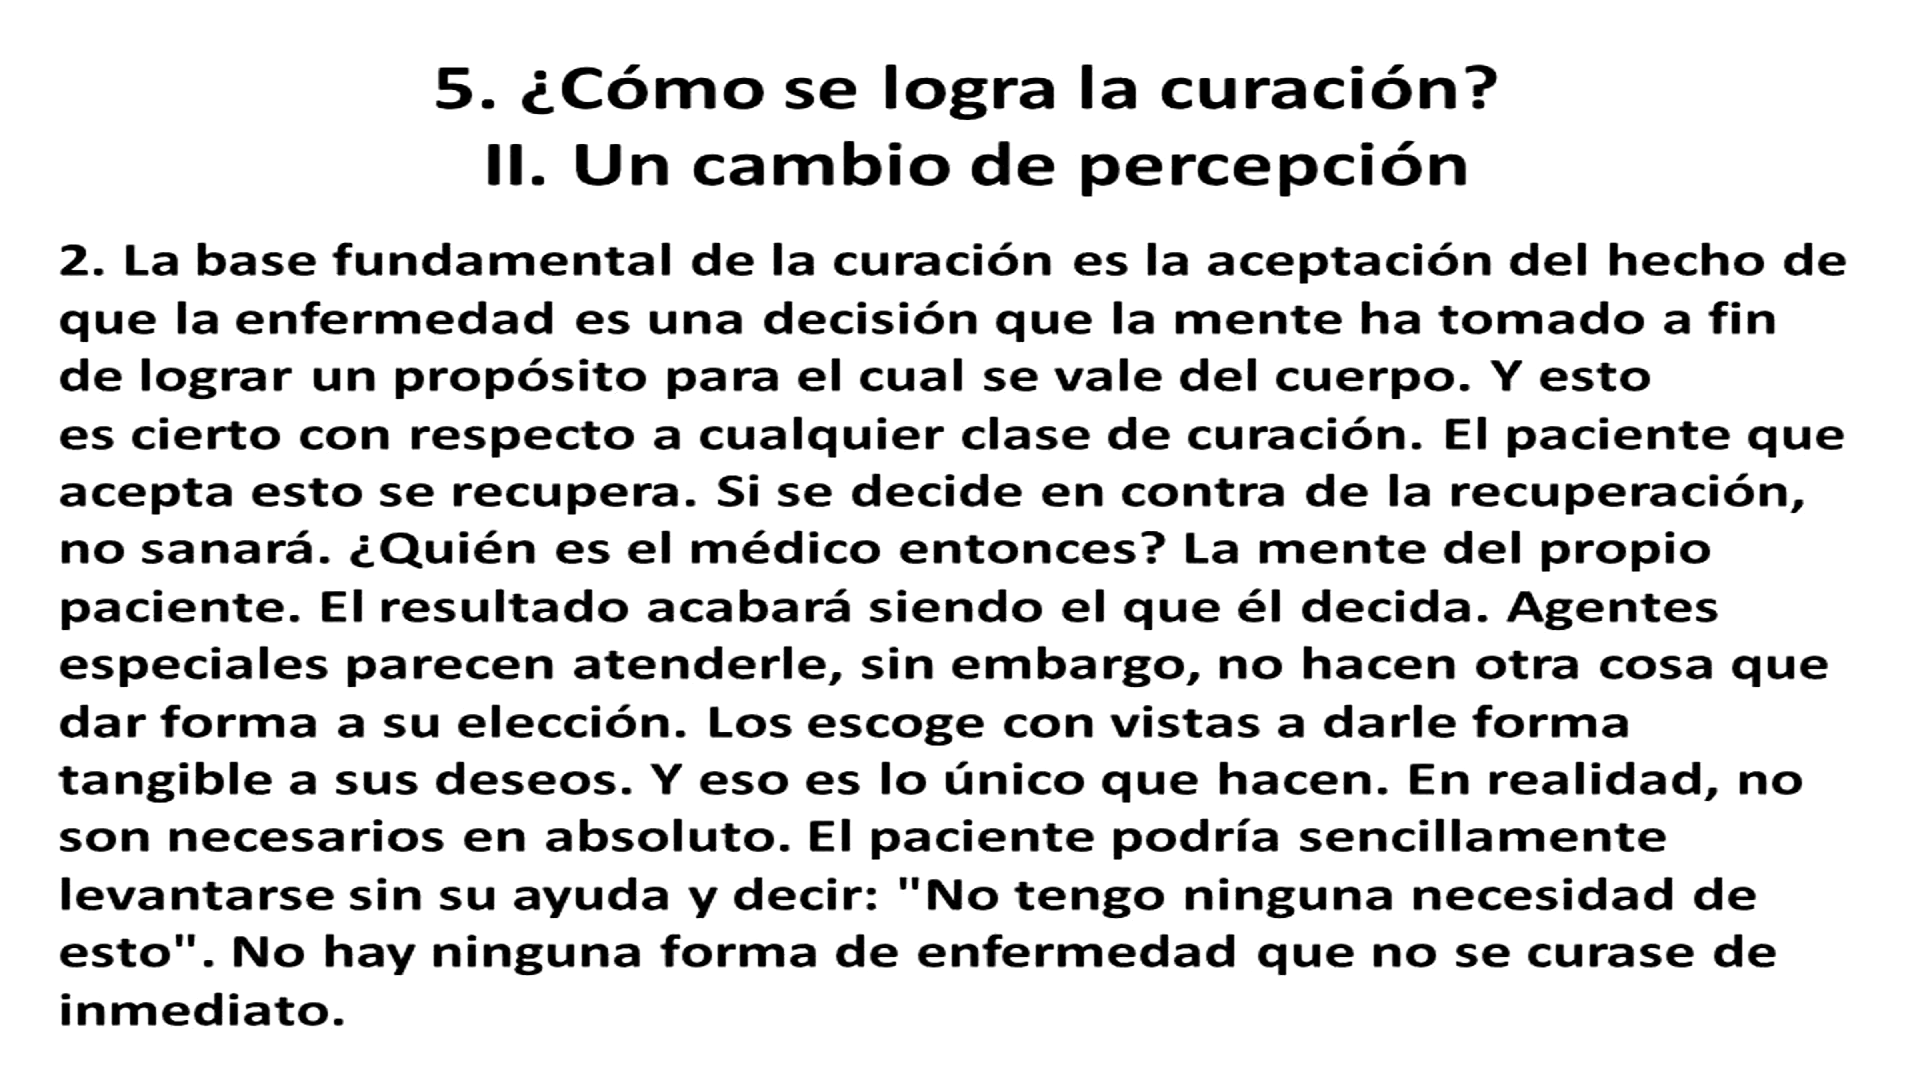 5. ¿Cómo se logra la curación?
II. Un cambio de percepción
2. La base fundamental de la curación es la aceptación del hecho de
que la enfermedad es una decisión que la mente ha tomado a fin
de lograr un propósito para el cual se vale del cuerpo. Y esto
es cierto con respecto a cualquier clase de curación. El paciente que
acepta esto se recupera. Si se decide en contra de la recuperación,
no sanará. ¿Quién es el médico entonces? La mente del propio
paciente. El resultado acabará siendo el que él decida. Agentes
especiales parecen atenderle, sin embargo, no hacen otra cosa que
dar forma a su elección. Los escoge con vistas a darle forma
tangible a sus deseos. Y eso es lo único que hacen. En realidad, no
son necesarios en absoluto. El paciente podría sencillamente
levantarse sin su ayuda y decir: "No tengo ninguna necesidad de
esto". No hay ninguna forma de enfermedad que no se curase de
inmediato.